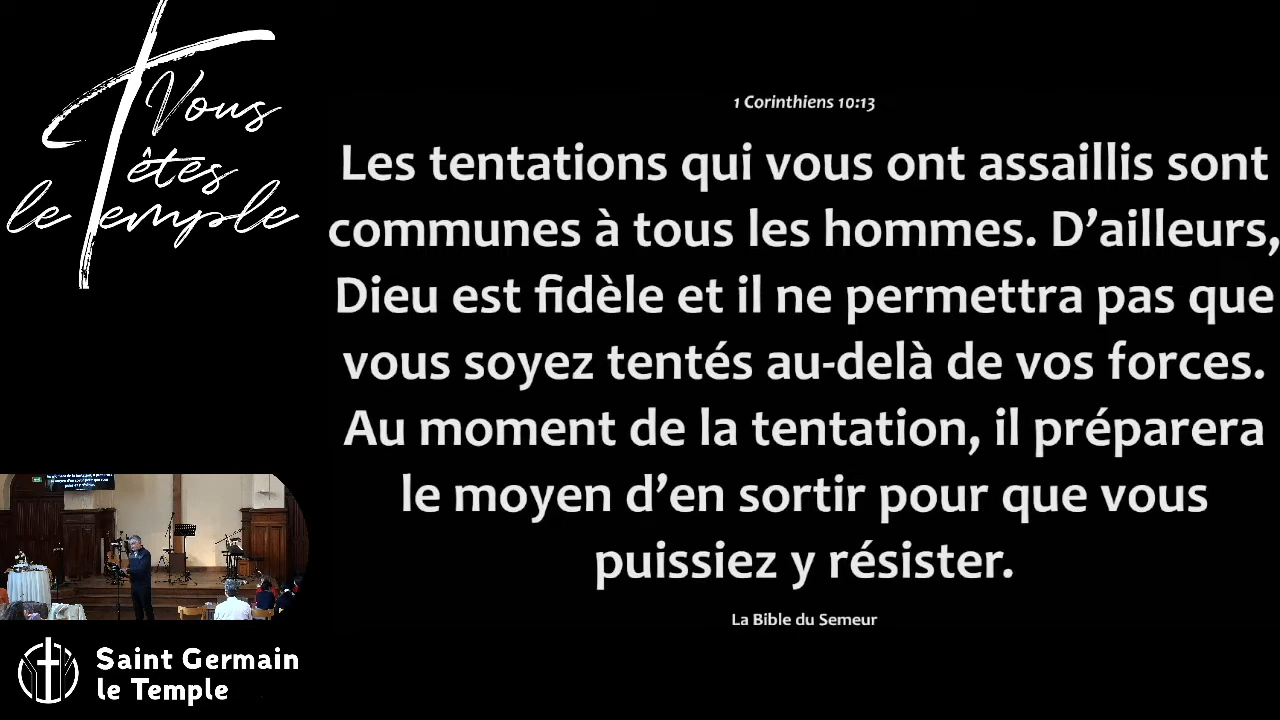 Vous
êtes
le Temple
1 Corinthiens 10:13
Les tentations qui vous ont assaillis sont
communes à tous les hommes. D’ailleurs,
Dieu est fidèle et il ne permettra pas que
vous soyez tentés au-delà de vos forces.
Au moment de la tentation, il préparera
le moyen d’en sortir pour que vous
puissiez y résister.
La Bible du Semeur
Saint Germain
le Temple